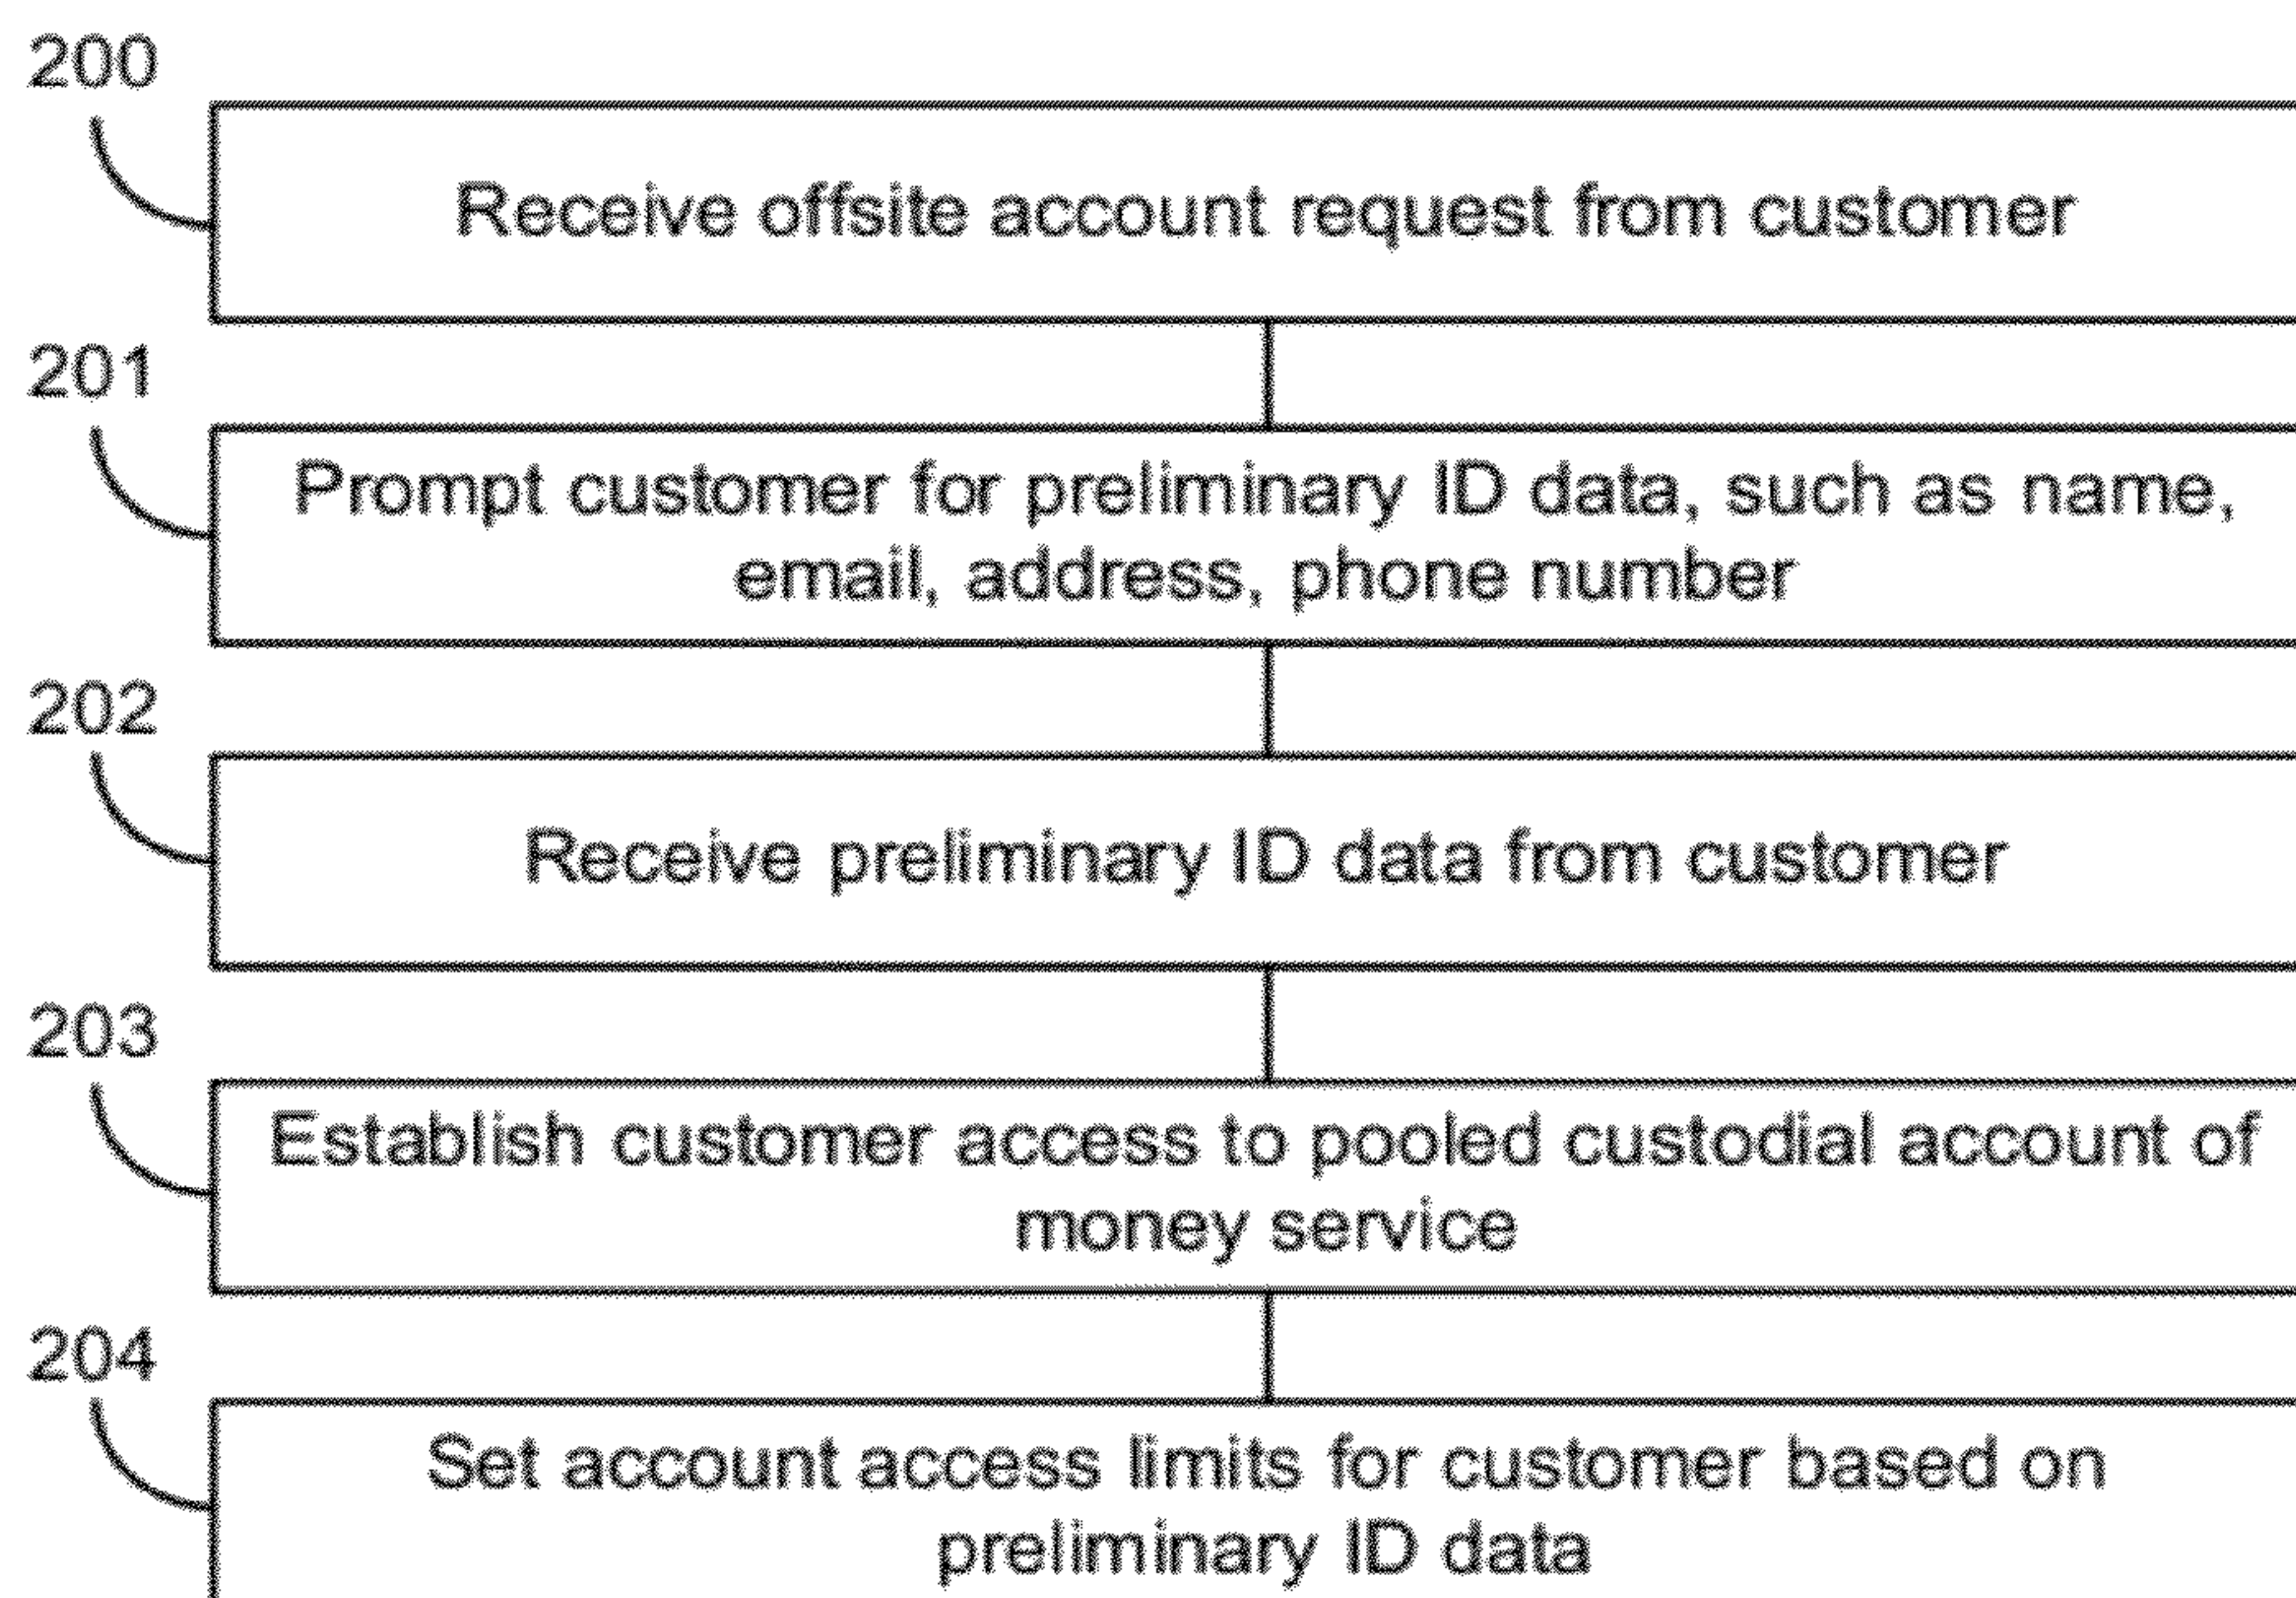 200
Receive offsite account request from customer
201
Prompt customer for preliminary ID data, such as name,
email, address, phone number
202
Receive preliminary ID data from customer
203
Establish customer access to pooled custodial account of
money service
204
Set account access limits for customer based on
preliminary ID data